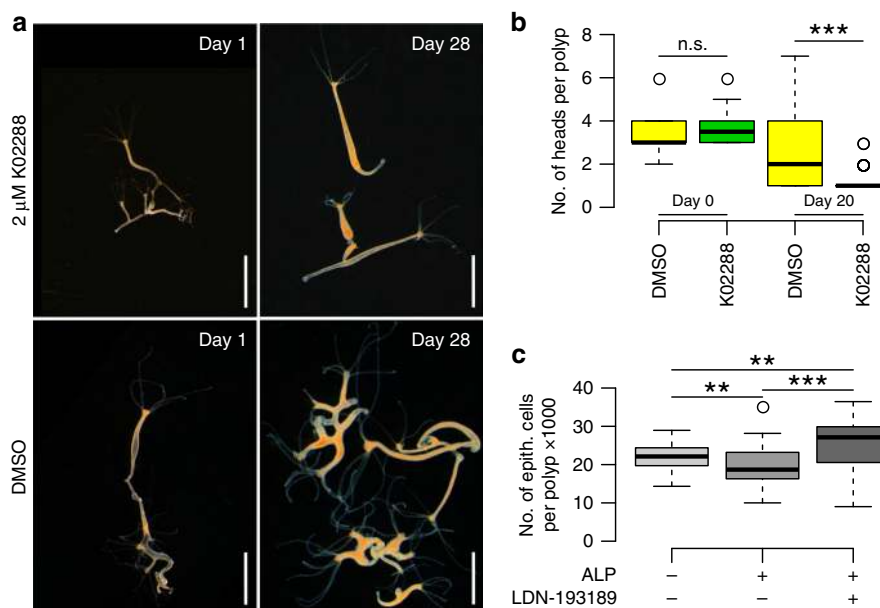 a
Day 1
Day 28
2 μM K02288
Day 1
Day 28
DMSO
b
No. of heads per polyp
8
6
4
2
0
n.s.
***
Day 0
Day 20
DMSO
K02288
DMSO
K02288
c
No. of epith. cells
per polyp ×1000
40
30
20
10
0
**
**
***
ALP – + +
LDN-193189 – – +